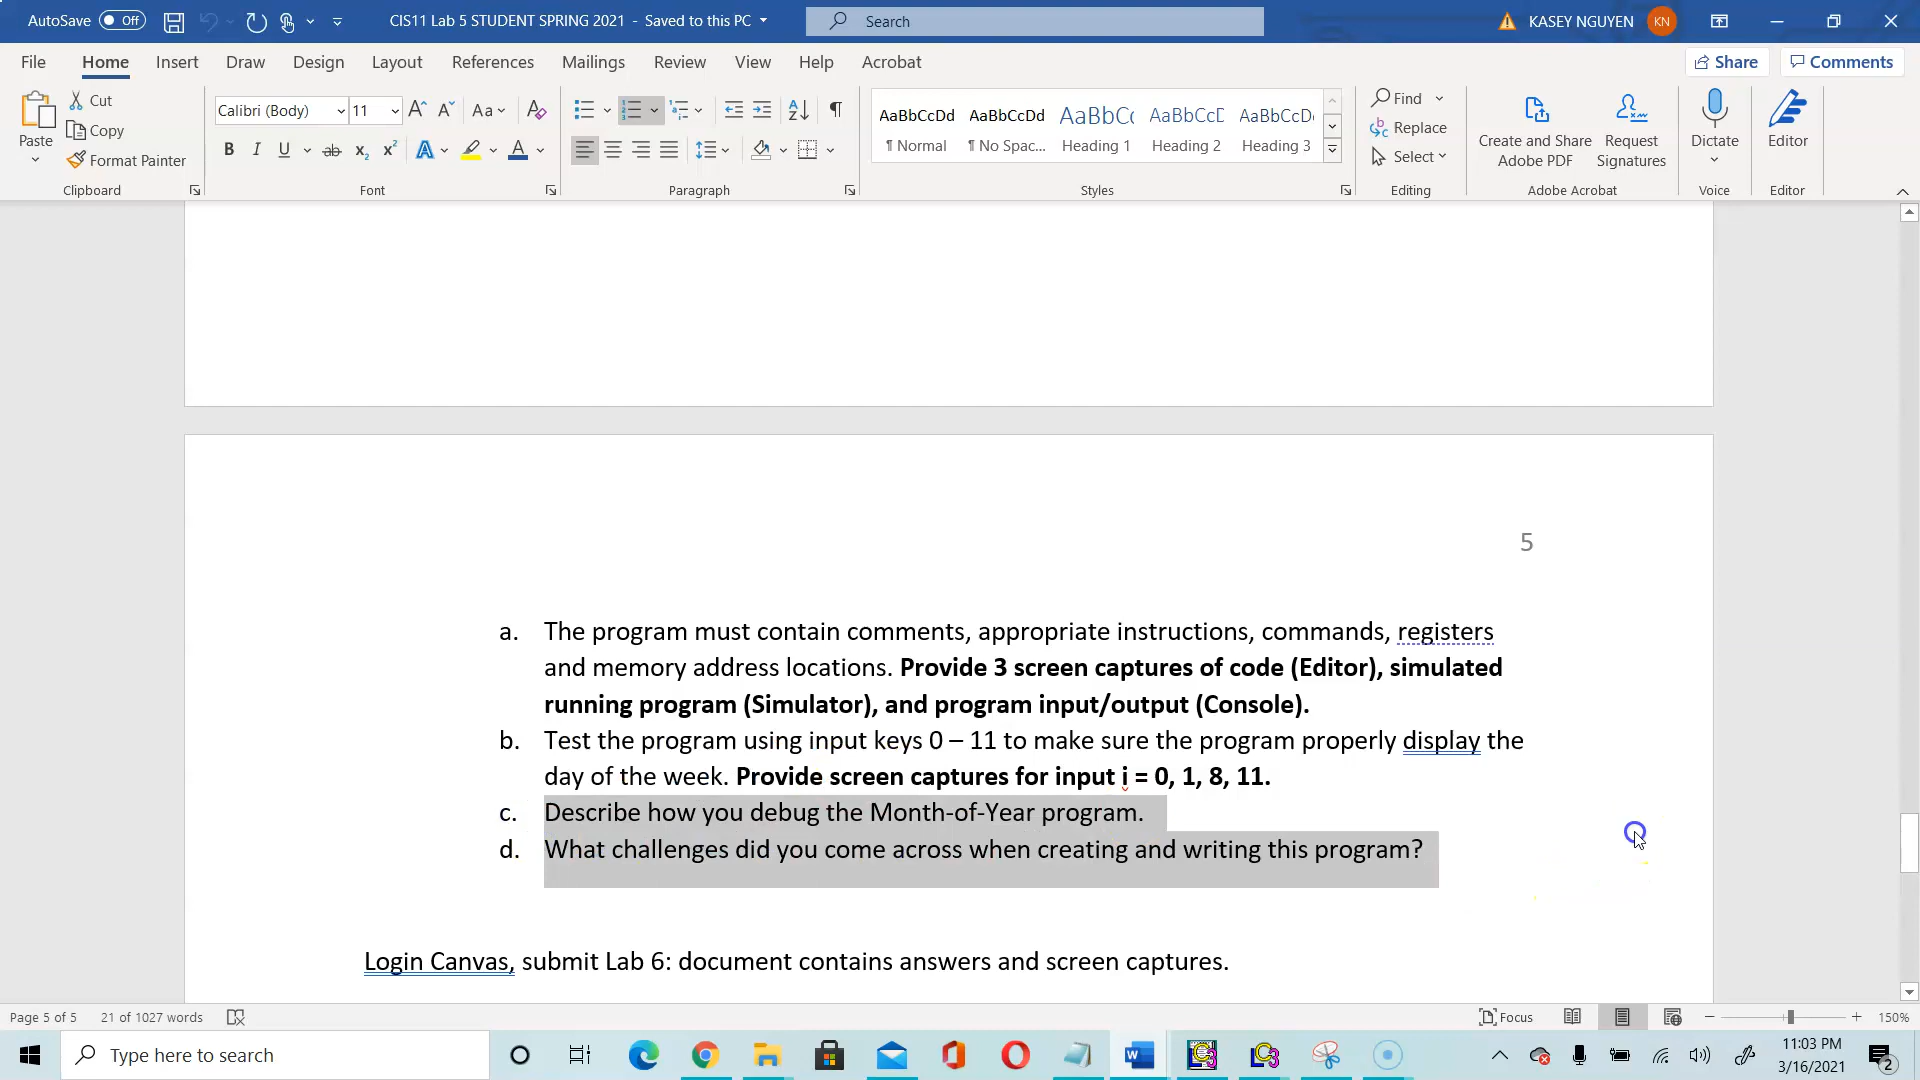 AutoSave Off CIS11 Lab 5 STUDENT SPRING 2021 - Saved to this PC Search KASEY NGUYEN KN
File Home Insert Draw Design Layout References Mailings Review View Help Acrobat Share Comments
Paste Cut Copy Format Painter Clipboard
Calibri (Body) 11 Aa B I U ab x2 x2 A A Font
Paragraph
AaBbCcDd AaBbCcDd AaBbCc AaBbCcD AaBbCcD
¶ Normal ¶ No Spac... Heading 1 Heading 2 Heading 3
Styles
Find Replace Select Editing
Create and Share Adobe PDF Request Signatures Adobe Acrobat
Dictate Voice
Editor Editor
5
a. The program must contain comments, appropriate instructions, commands, registers
and memory address locations. Provide 3 screen captures of code (Editor), simulated
running program (Simulator), and program input/output (Console).
b. Test the program using input keys 0 – 11 to make sure the program properly display the
day of the week. Provide screen captures for input i = 0, 1, 8, 11.
c. Describe how you debug the Month-of-Year program.
d. What challenges did you come across when creating and writing this program?
Login Canvas, submit Lab 6: document contains answers and screen captures.
Page 5 of 5 21 of 1027 words Focus 150%
Type here to search 11:03 PM
3/16/2021 2